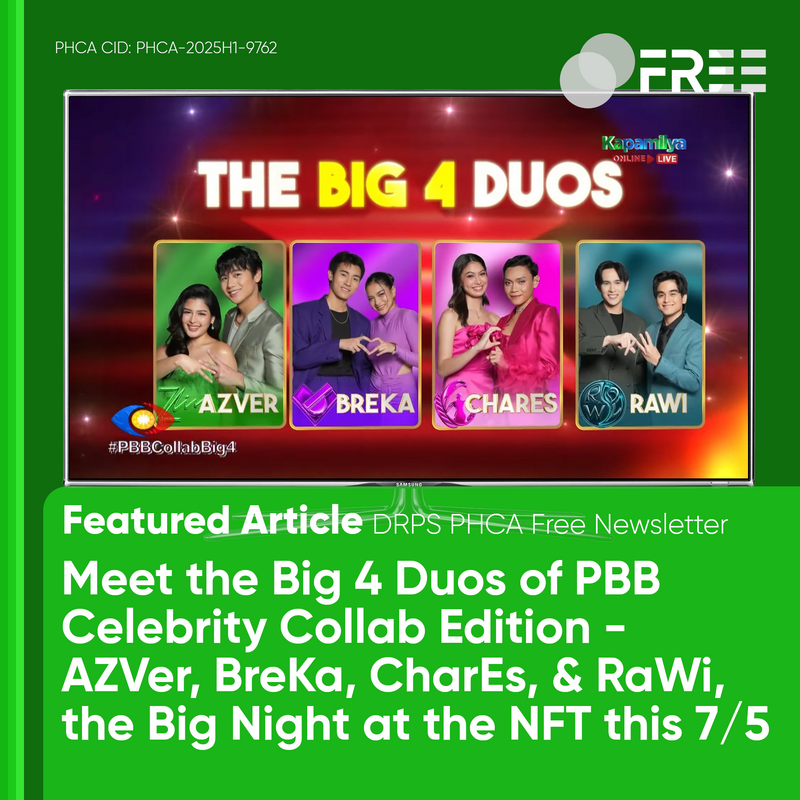 PHCA CID: PHCA-2025H1-9762
FREE
Kapamilya
ONLINE LIVE
THE BIG 4 DUOS
AZVER
BREKA
CHARES
RAWI
#PBBCollabBig4
SAMSUNG
Featured Article DRPS PHCA Free Newsletter
Meet the Big 4 Duos of PBB
Celebrity Collab Edition -
AZVer, BreKa, CharEs, & RaWi,
the Big Night at the NFT this 7/5